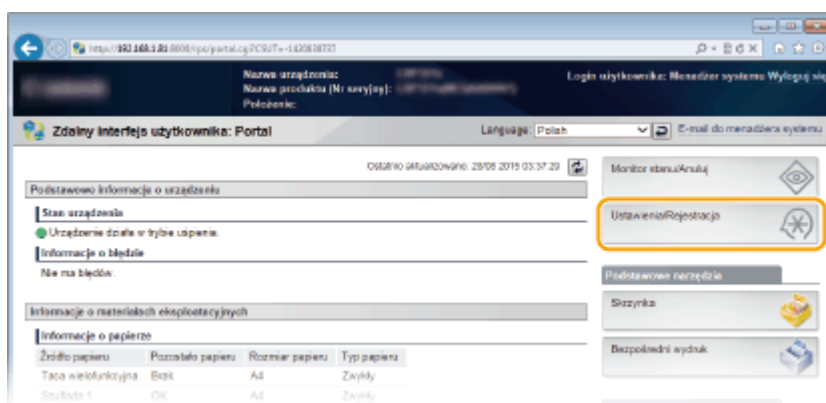 Nazwa urządzenia:
Nazwa produktu [Nr seryjny]:
Położenie:
Login użytkownika: Menedżer systemu Wyloguj się
Zdalny interfejs użytkownika: Portal
Language: Polish
E-mail do menadżera systemu
Ostatnio aktualizowano: 28/08 2015 03:37:29
Podstawowe informacje o urządzeniu
Stan urządzenia
Urządzenie działa w trybie uśpienia.
Informacje o błędzie
Nie ma błędów.
Informacje o materiałach eksploatacyjnych
Informacje o papierze
Źródło papieru Pozostało papieru Rozmiar papieru Typ papieru
Taca wielofunkcyjna Brak A4 Zwykły
Szuflada 1 OK A4 Zwykły
Monitor stanu/Anuluj
Ustawienia/Rejestracja
Podstawowe narzędzia
Skrzynka
Bezpośredni wydruk